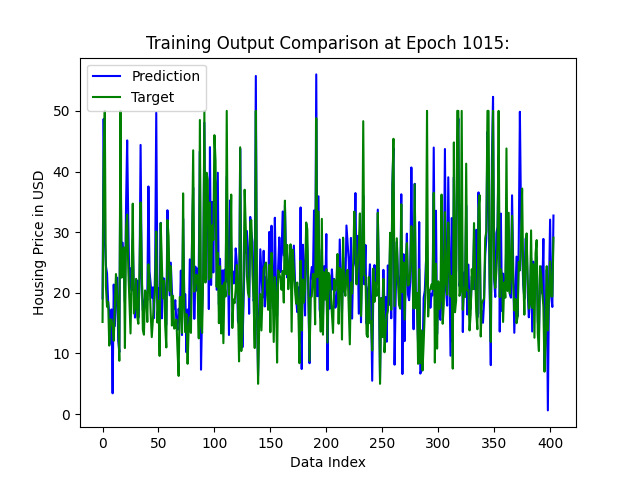 Training Output Comparison at Epoch 1015:
Prediction
Target
Housing Price in USD
50
40
30
20
10
0
0 50 100 150 200 250 300 350 400
Data Index